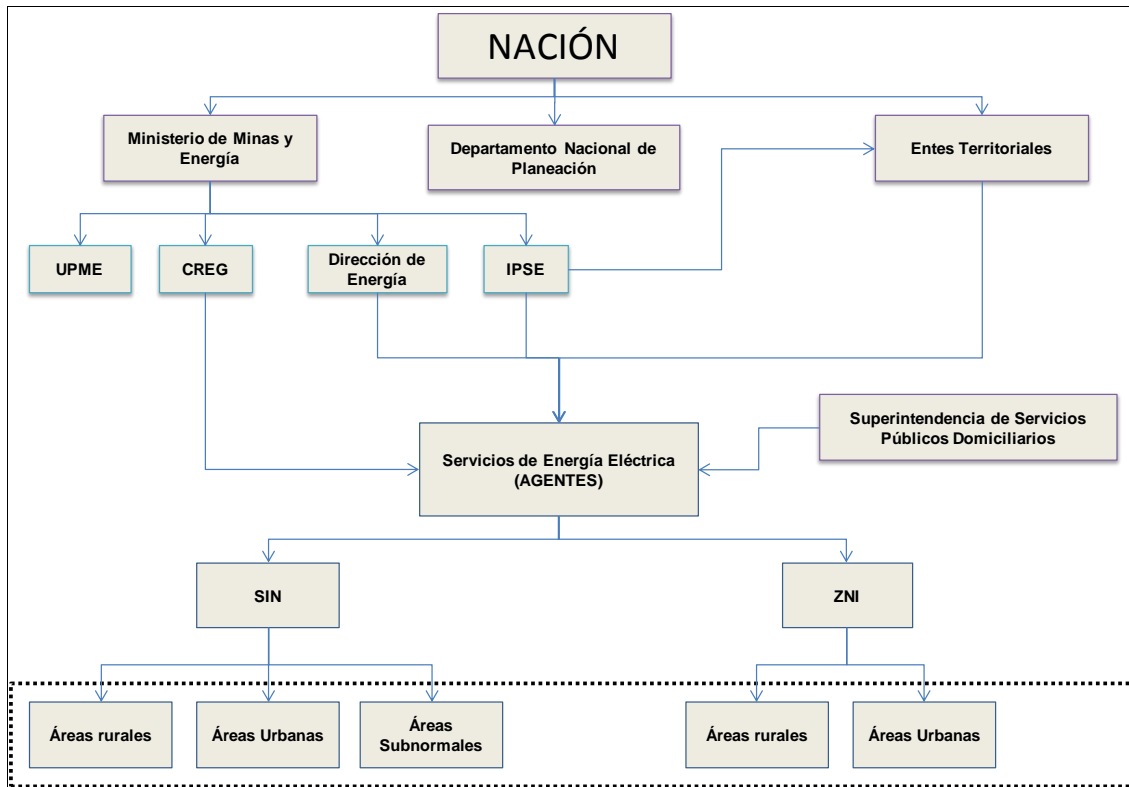 NACIÓN
Ministerio de Minas y
Energía
Departamento Nacional de
Planeación
Entes Territoriales
UPME
CREG
Dirección de
Energía
IPSE
Superintendencia de Servicios
Públicos Domiciliarios
Servicios de Energía Eléctrica
(AGENTES)
SIN
ZNI
Áreas rurales
Áreas Urbanas
Áreas
Subnormales
Áreas rurales
Áreas Urbanas